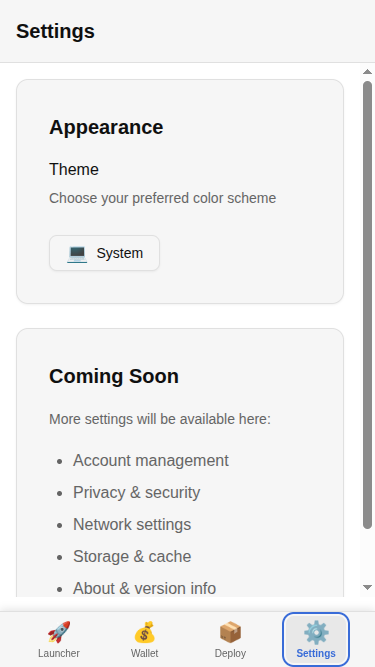 Settings
Appearance
Theme
Choose your preferred color scheme
System
Coming Soon
More settings will be available here:
Account management
Privacy & security
Network settings
Storage & cache
About & version info
Launcher
Wallet
Deploy
Settings